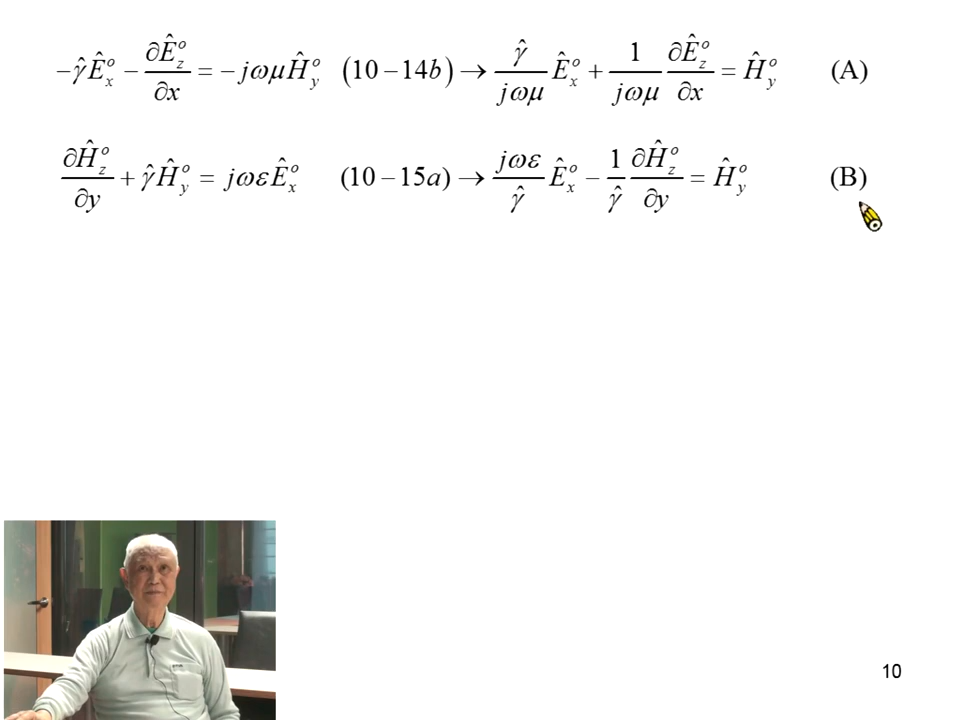 −γ̂Ê_x^o − ∂Ê_z^o/∂x = −jωμĤ_y^o (10−14b) → γ̂/(jωμ) Ê_x^o + 1/(jωμ) ∂Ê_z^o/∂x = Ĥ_y^o (A)
∂Ĥ_z^o/∂y + γ̂Ĥ_y^o = jωεÊ_x^o (10−15a) → jωε/γ̂ Ê_x^o − 1/γ̂ ∂Ĥ_z^o/∂y = Ĥ_y^o (B)
10